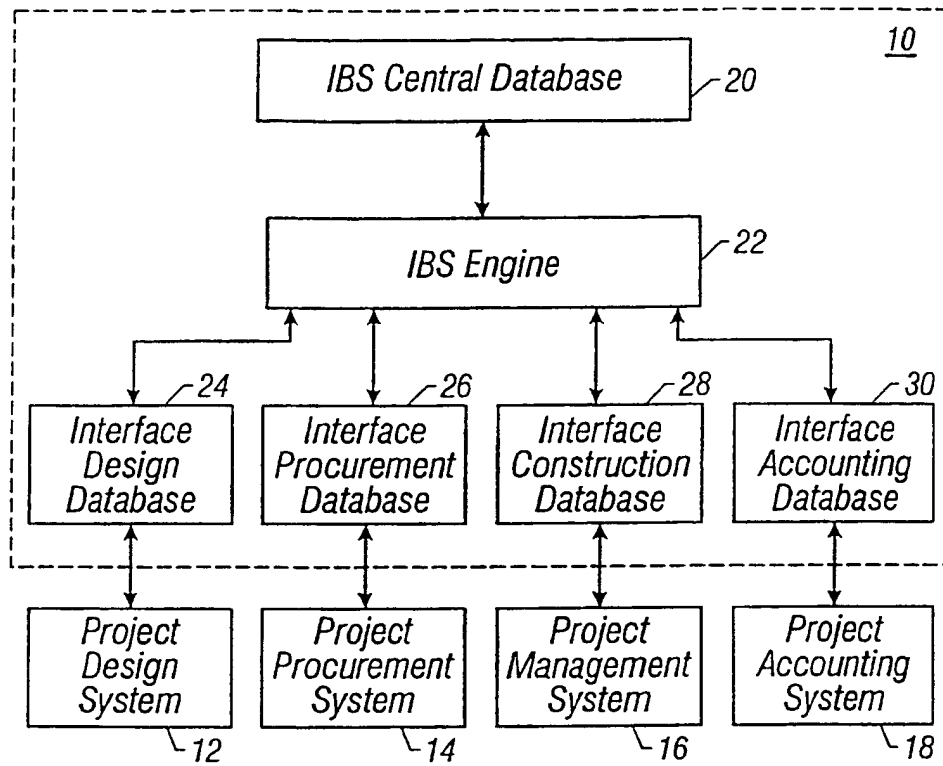 10
IBS Central Database
20
IBS Engine
22
24
26
28
30
Interface
Design
Database
Interface
Procurement
Database
Interface
Construction
Database
Interface
Accounting
Database
Project
Design
System
Project
Procurement
System
Project
Management
System
Project
Accounting
System
12
14
16
18